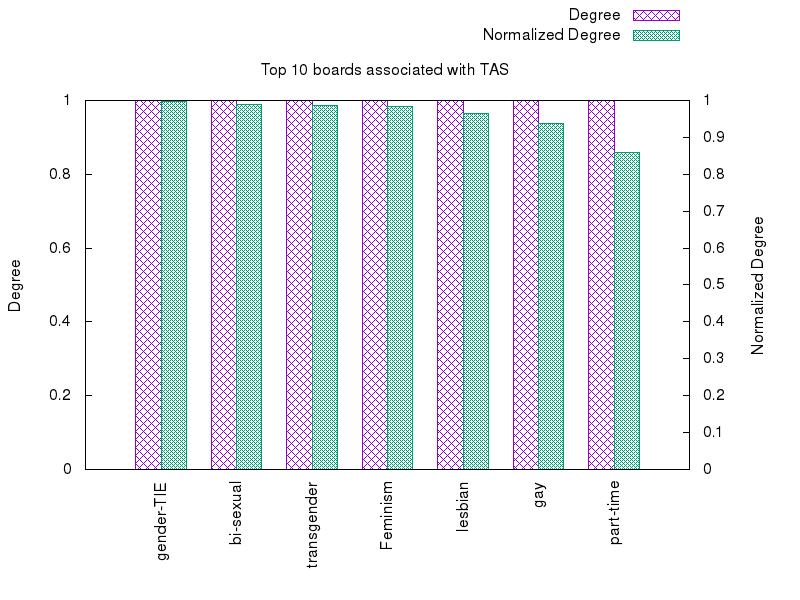 Degree
Normalized Degree
Top 10 boards associated with TAS
1
0.8
0.6
0.4
0.2
0
Degree
1
0.9
0.8
0.7
0.6
0.5
0.4
0.3
0.2
0.1
0
Normalized Degree
gender-TIE
bi-sexual
transgender
Feminism
lesbian
gay
part-time